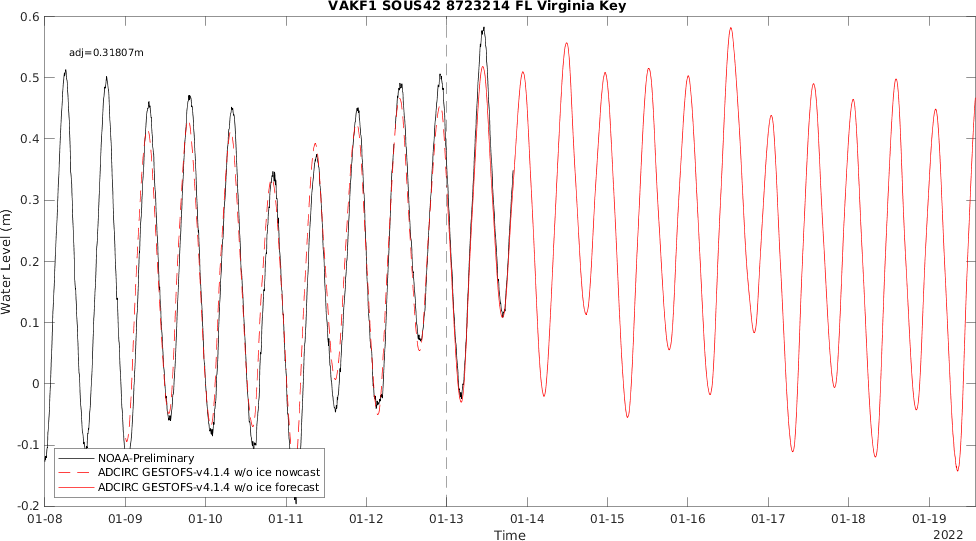 VAKF1 SOUS42 8723214 FL Virginia Key
adj=0.31807m
Water Level (m)
0.6
0.5
0.4
0.3
0.2
0.1
0
-0.1
-0.2
NOAA-Preliminary
ADCIRC GESTOFS-v4.1.4 w/o ice nowcast
ADCIRC GESTOFS-v4.1.4 w/o ice forecast
01-08 01-09 01-10 01-11 01-12 01-13 01-14 01-15 01-16 01-17 01-18 01-19
Time
2022